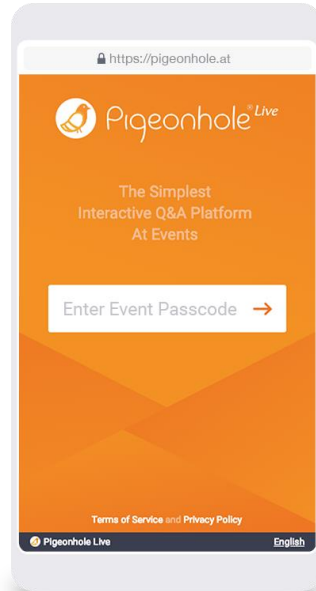 https://pigeonhole.at
Pigeonhole® Live
The Simplest
Interactive Q&A Platform
At Events
Enter Event Passcode →
Terms of Service and Privacy Policy
Pigeonhole Live English